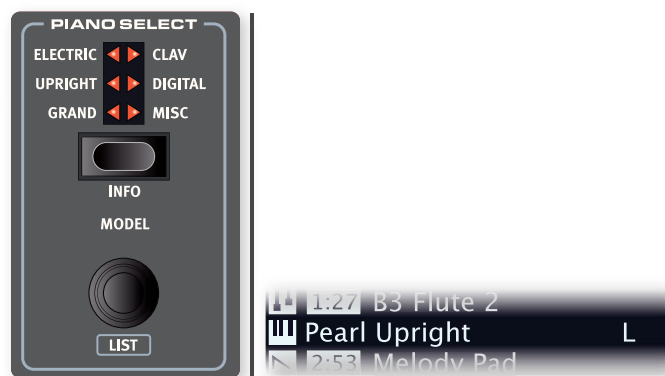 PIANO SELECT
ELECTRIC CLAV
UPRIGHT DIGITAL
GRAND MISC
INFO
MODEL
LIST
1:27 B3 Flute 2
Pearl Upright L
2:53 Melody Pad